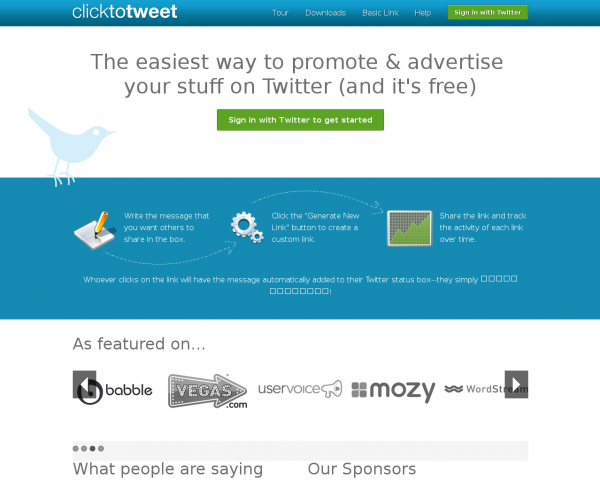 clicktotweet
Tour
Downloads
Basic Link
Help
Sign in with Twitter
The easiest way to promote & advertise
your stuff on Twitter (and it's free)
Sign in with Twitter to get started
Write the message that
you want others to
share in the box.
Click the "Generate New
Link" button to create a
custom link.
Share the link and track
the activity of each link
over time.
Whoever clicks on the link will have the message automatically added to their Twitter status box--they simply
!
As featured on...
babble
VEGAS
.com
uservoice
mozy
WordStream
What people are saying
Our Sponsors